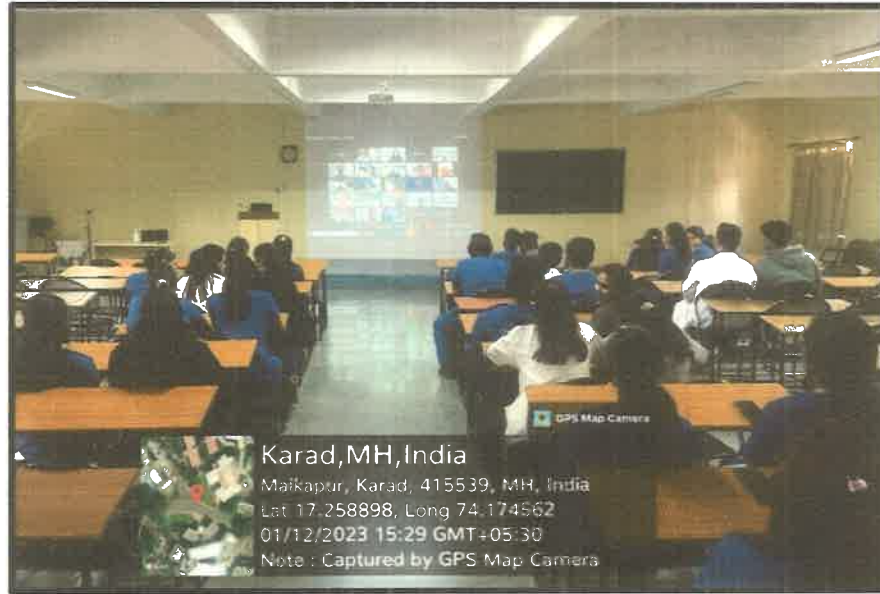 GPS Map Camera
Karad,MH,India
Malkapur, Karad, 415539, MH, India
Lat 17.258898, Long 74.174562
01/12/2023 15:29 GMT+05:30
Note : Captured by GPS Map Camera